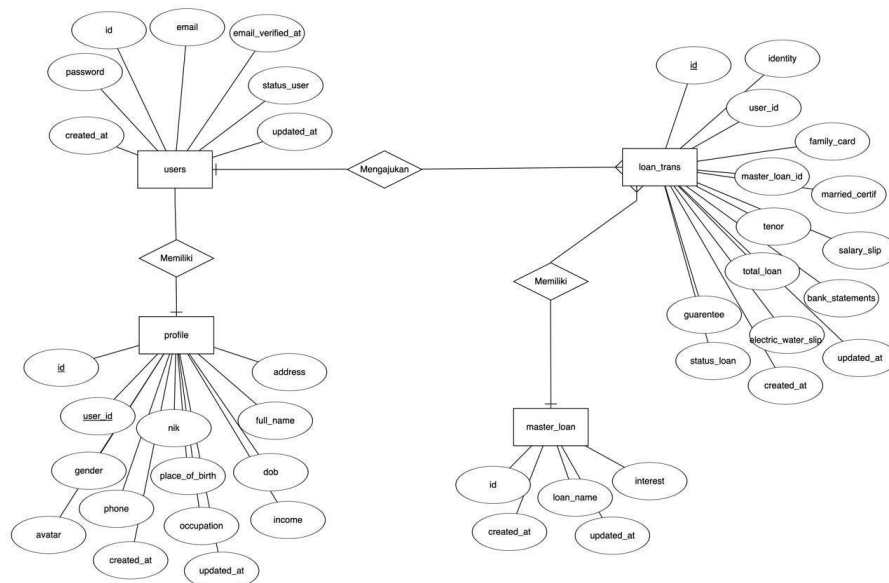 id
email
email_verified_at
password
status_user
created_at
updated_at
users
Mengajukan
id
identity
user_id
family_card
loan_trans
master_loan_id
married_certif
tenor
salary_slip
total_loan
bank_statements
guarentee
electric_water_slip
status_loan
updated_at
created_at
Memiliki
Memiliki
profile
id
address
user_id
full_name
nik
gender
place_of_birth
dob
phone
avatar
occupation
income
created_at
updated_at
master_loan
id
loan_name
interest
created_at
updated_at